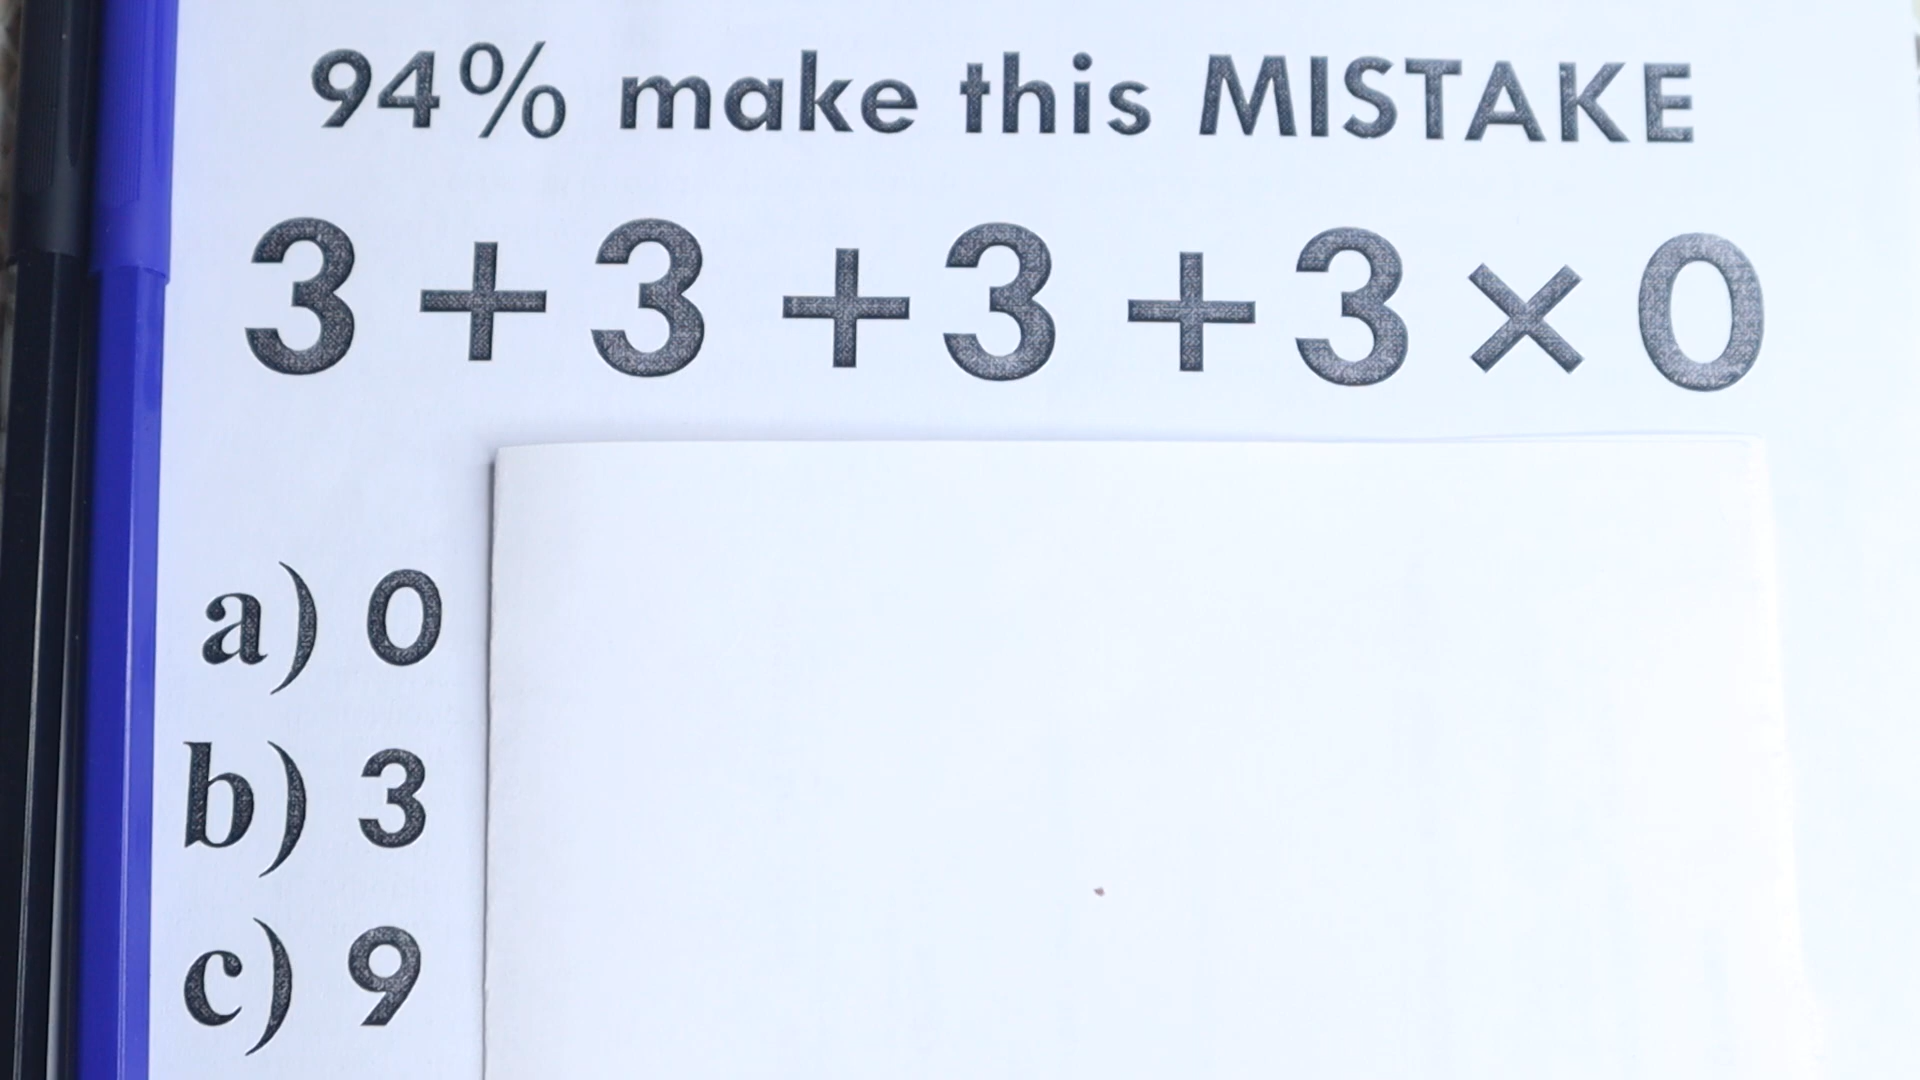 94% make this MISTAKE
3 + 3 + 3 + 3 × 0
a) 0
b) 3
c) 9